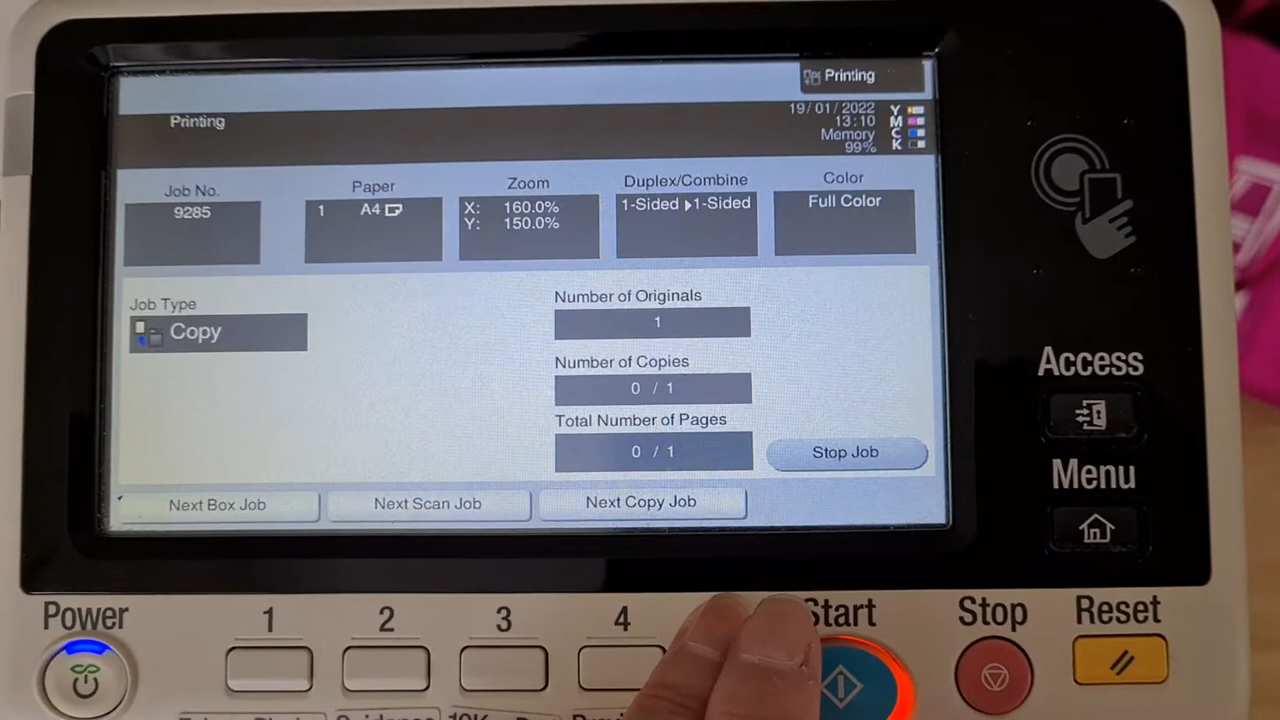 Printing
Printing
19/01/2022
13:10
Memory
99%
Y
M
C
K
Job No.
9285
Paper
1 A4
Zoom
X: 160.0%
Y: 150.0%
Duplex/Combine
1-Sided 1-Sided
Color
Full Color
Job Type
Copy
Number of Originals
1
Number of Copies
0 / 1
Total Number of Pages
0 / 1
Stop Job
Next Box Job
Next Scan Job
Next Copy Job
Access
Menu
Power
1
2
3
4
Start
Stop
Reset